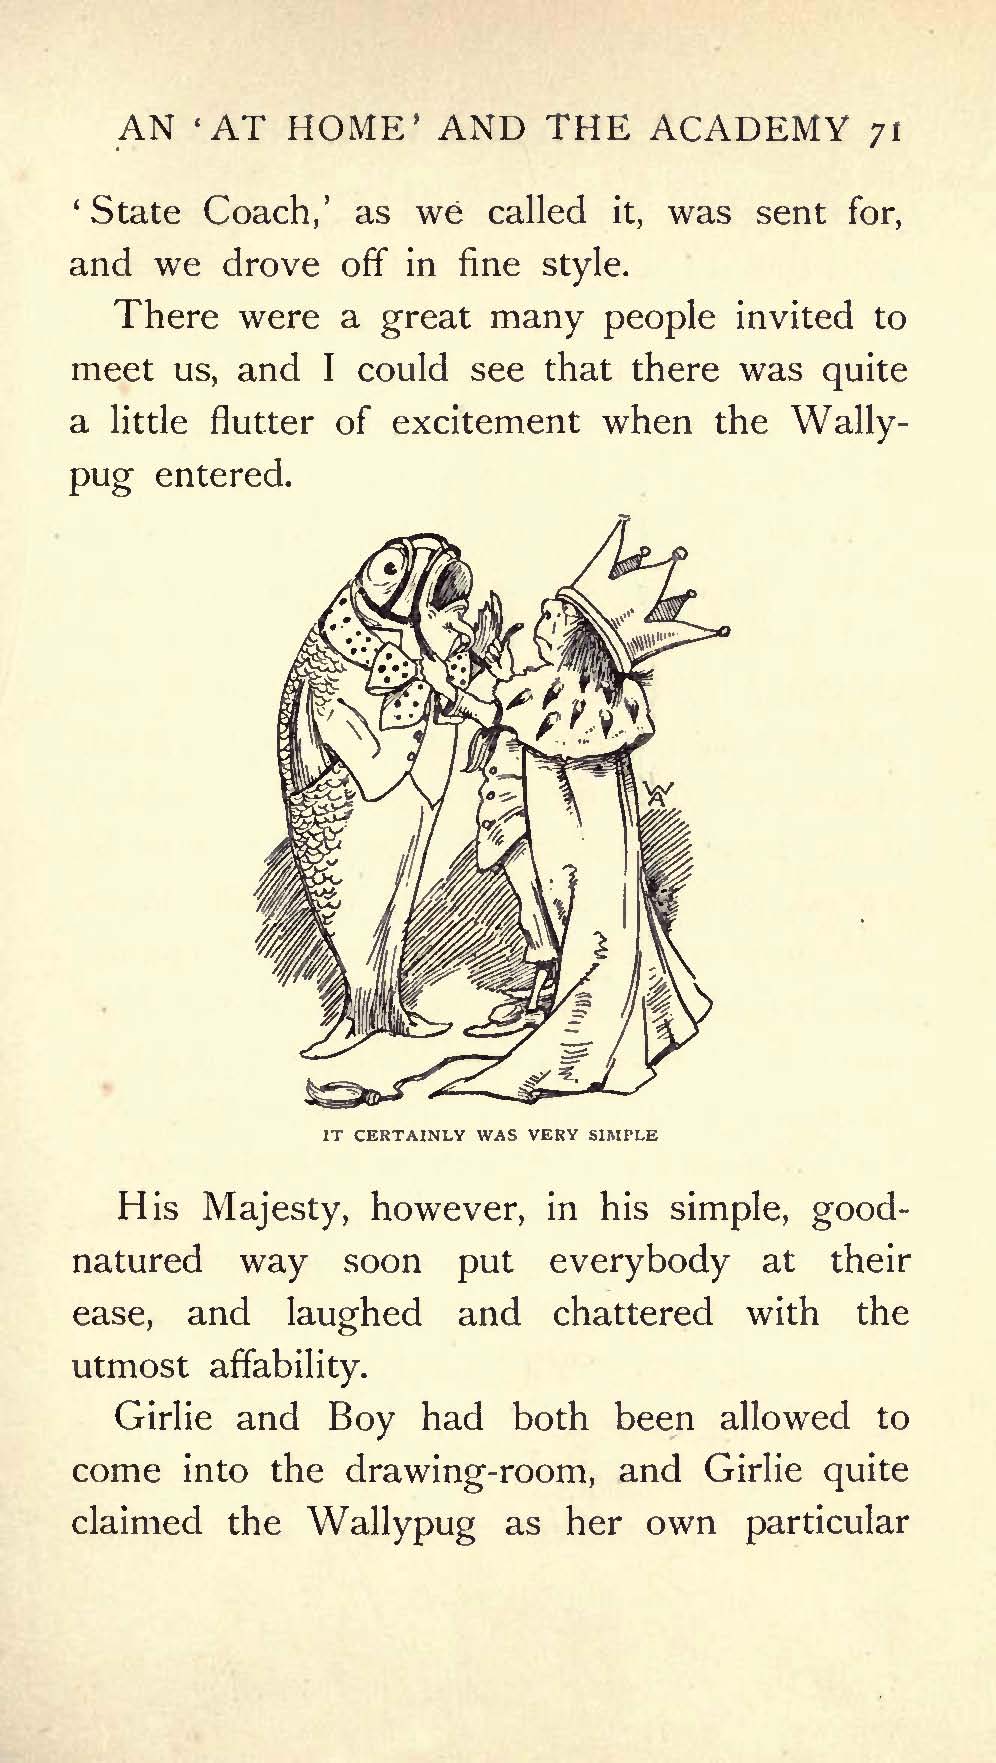 AN ‘AT HOME’ AND THE ACADEMY 71
‘State Coach,’ as we called it, was sent for,
and we drove off in fine style.
There were a great many people invited to
meet us, and I could see that there was quite
a little flutter of excitement when the Wally-
pug entered.
IT CERTAINLY WAS VERY SIMPLE
His Majesty, however, in his simple, good-
natured way soon put everybody at their
ease, and laughed and chattered with the
utmost affability.
Girlie and Boy had both been allowed to
come into the drawing-room, and Girlie quite
claimed the Wallypug as her own particular